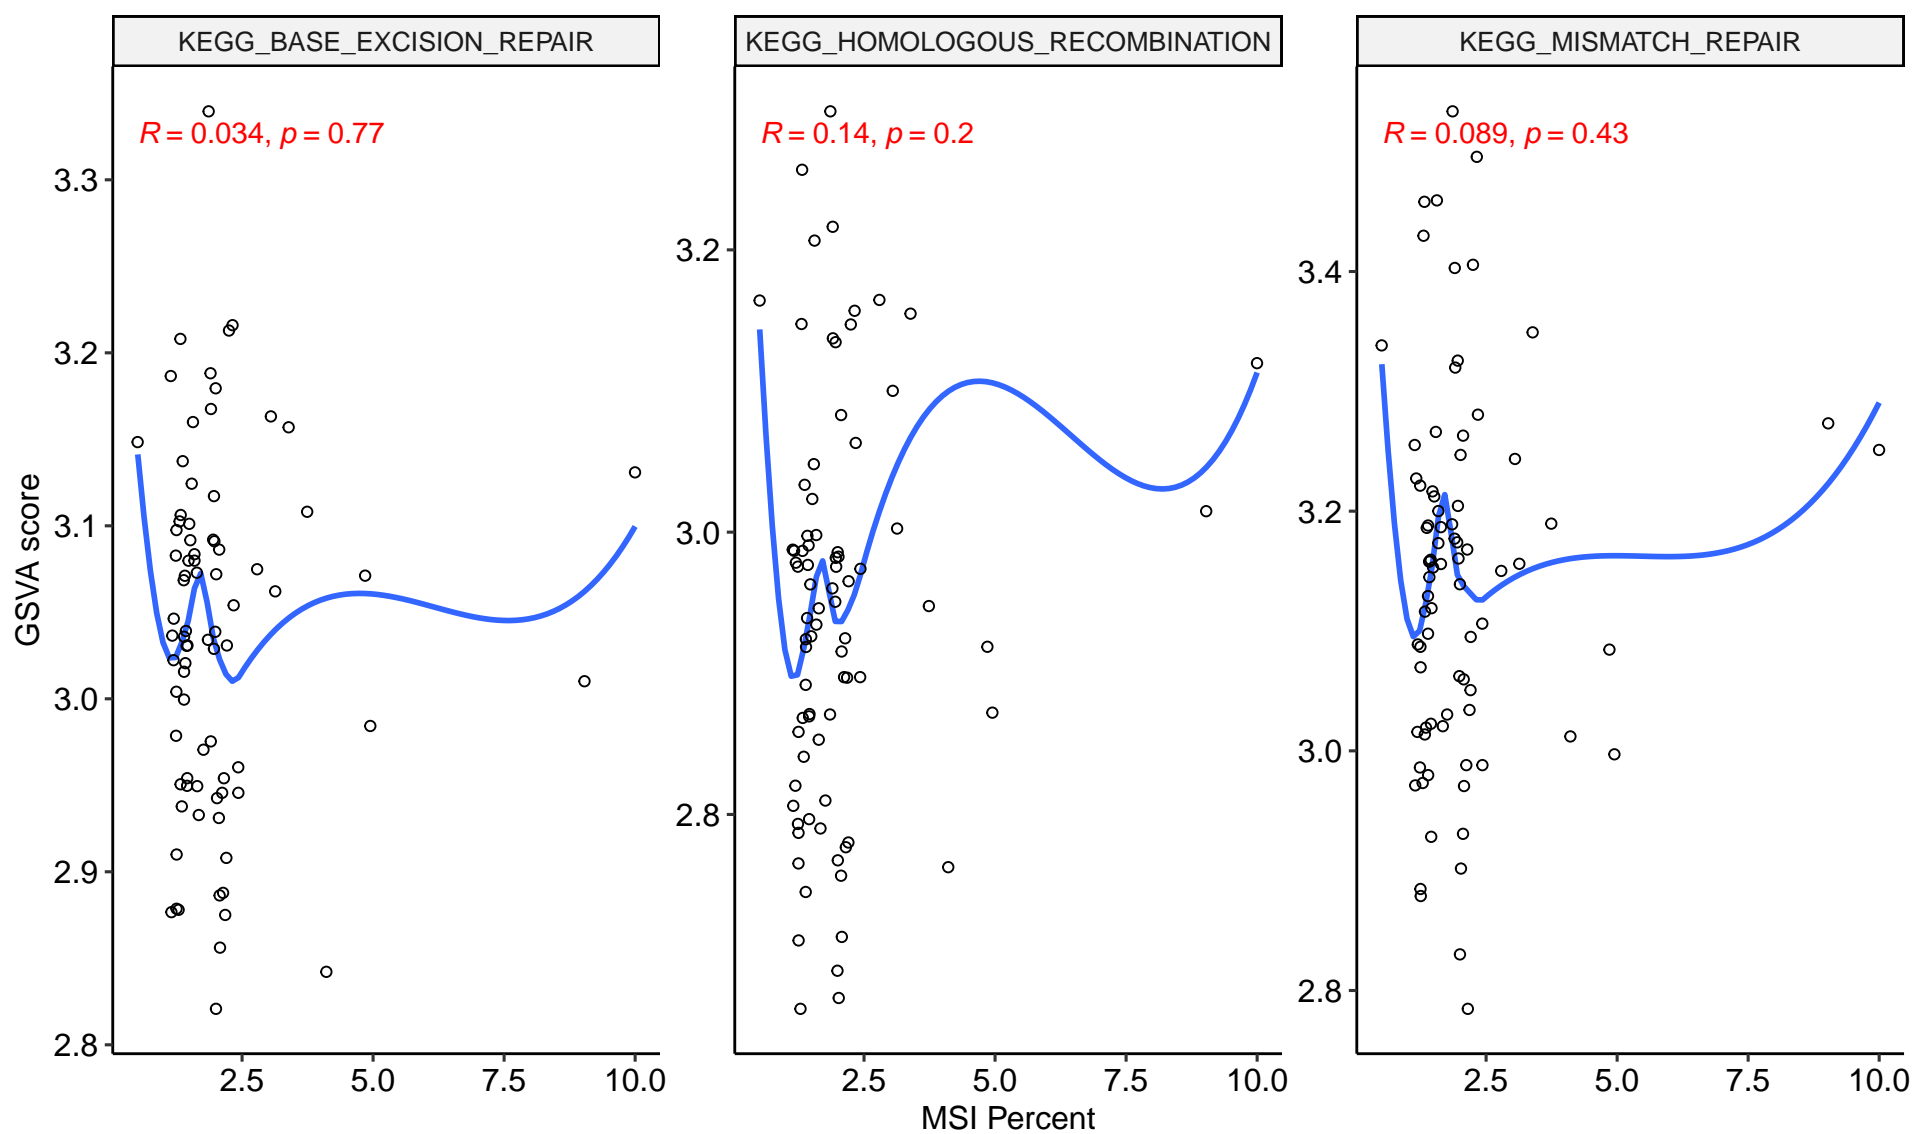 KEGG_BASE_EXCISION_REPAIR
KEGG_HOMOLOGOUS_RECOMBINATION
KEGG_MISMATCH_REPAIR
R = 0.034, p = 0.77
R = 0.14, p = 0.2
R = 0.089, p = 0.43
GSVA score
3.3
3.2
3.1
3.0
2.9
2.8
3.2
3.0
2.8
3.4
3.2
3.0
2.8
2.5 5.0 7.5 10.0
2.5 5.0 7.5 10.0
2.5 5.0 7.5 10.0
MSI Percent